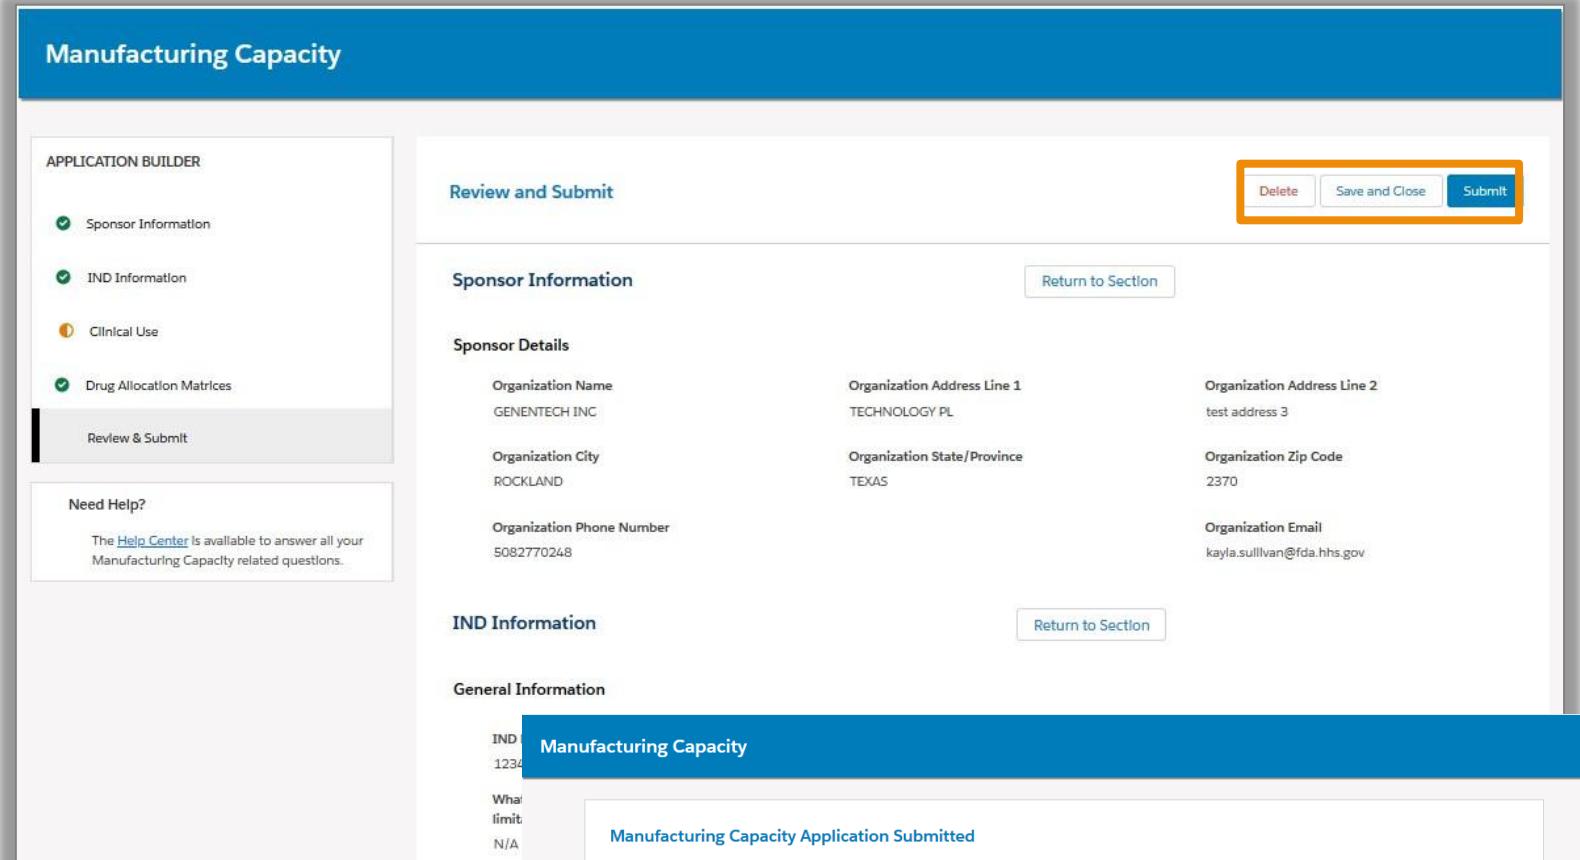 Manufacturing Capacity
APPLICATION BUILDER
Sponsor Information
IND Information
Clinical Use
Drug Allocation Matrices
Review & Submit
Need Help?
The Help Center is available to answer all your
Manufacturing Capacity related questions.
Review and Submit
Delete
Save and Close
Submit
Sponsor Information
Return to Section
Sponsor Details
Organization Name
GENENTECH INC
Organization Address Line 1
TECHNOLOGY PL
Organization Address Line 2
test address 3
Organization City
ROCKLAND
Organization State/Province
TEXAS
Organization Zip Code
2370
Organization Phone Number
5082770248
Organization Email
kayla.sullivan@fda.hhs.gov
IND Information
Return to Section
General Information
IND
1234
What
limit
N/A
Manufacturing Capacity
Manufacturing Capacity Application Submitted